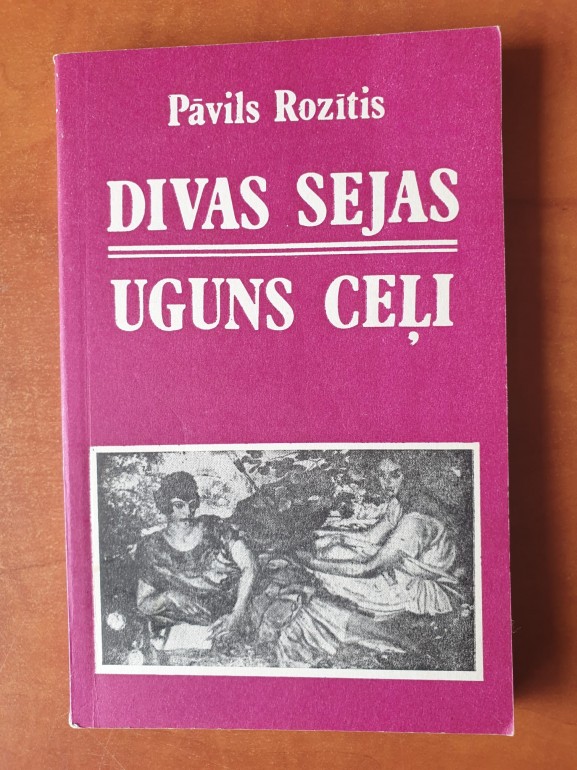 Pāvils Rozītis
DIVAS SEJAS
UGUNS CEĻI